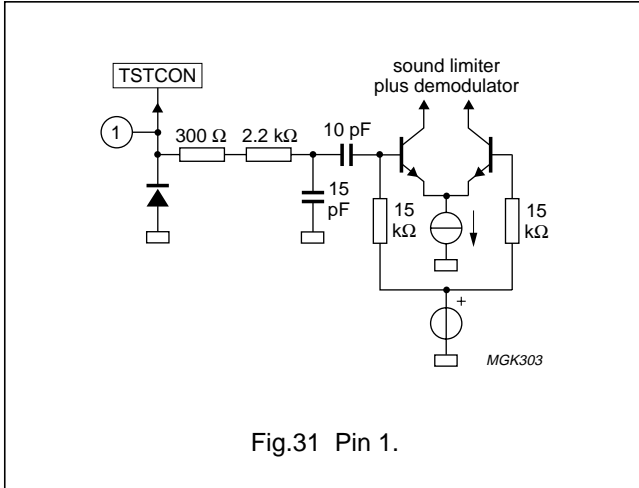 TSTCON
sound limiter
plus demodulator
1
300 Ω
2.2 kΩ
10 pF
15
pF
15
kΩ
15
kΩ
+
MGK303
Fig.31 Pin 1.